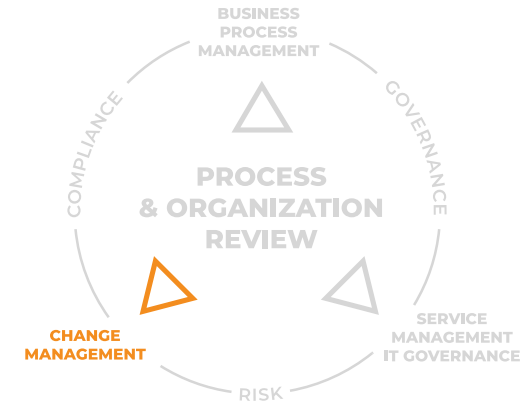 BUSINESS
PROCESS
MANAGEMENT
COMPLIANCE
GOVERNANCE
PROCESS
& ORGANIZATION
REVIEW
CHANGE
MANAGEMENT
SERVICE
MANAGEMENT
IT GOVERNANCE
RISK